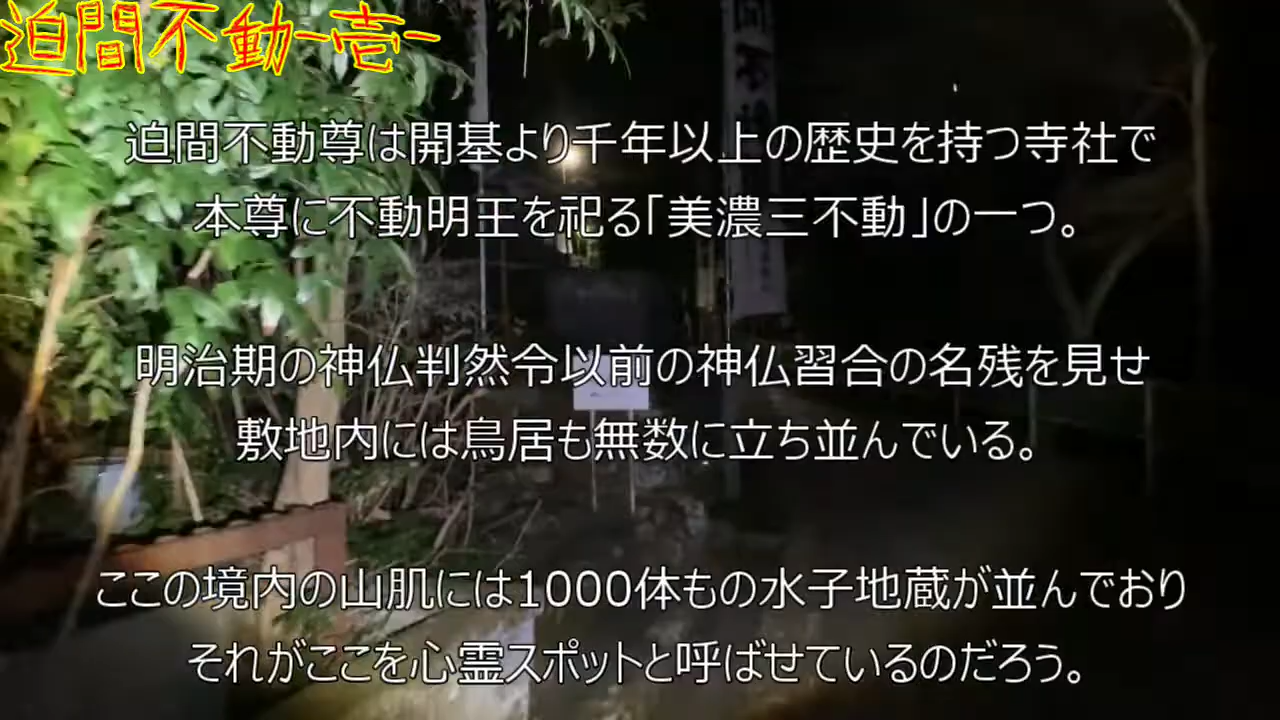 迫間不動-壱-
迫間不動尊は開基より千年以上の歴史を持つ寺社で
本尊に不動明王を祀る「美濃三不動」の一つ。
明治期の神仏判然令以前の神仏習合の名残を見せ
敷地内には鳥居も無数に立ち並んでいる。
ここの境内の山肌には1000体もの水子地蔵が並んでおり
それがここを心霊スポットと呼ばせているのだろう。